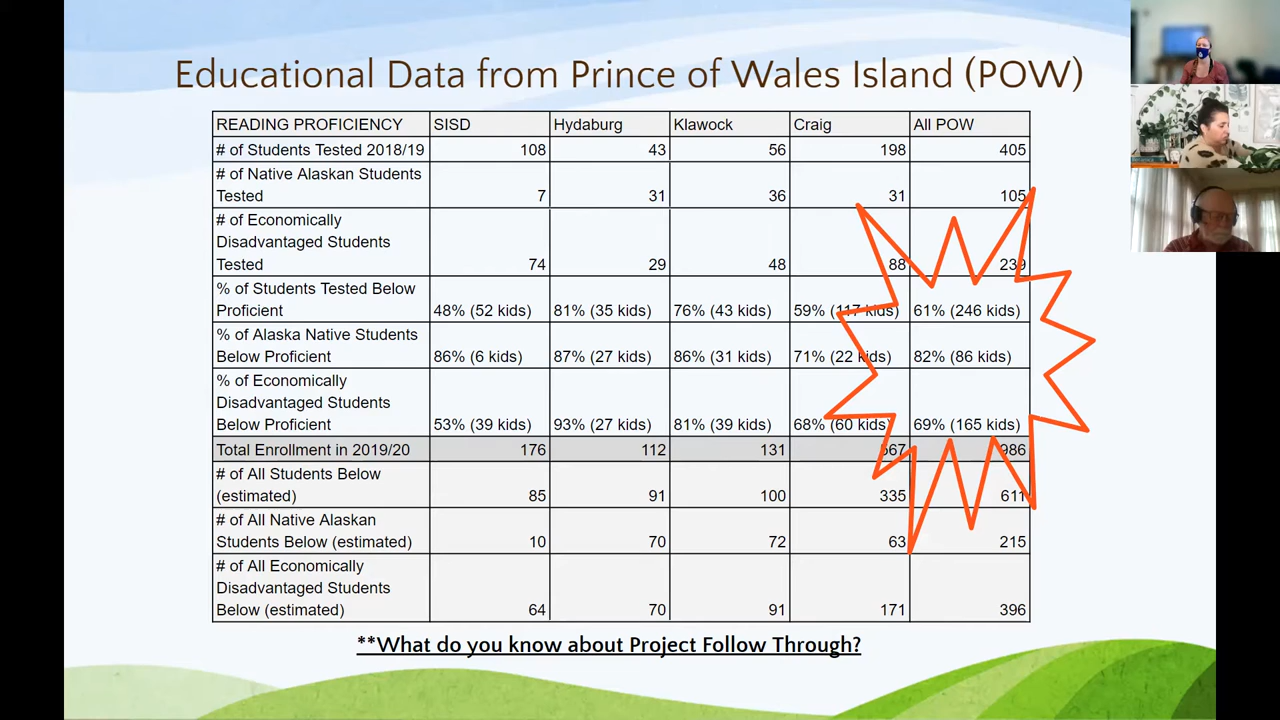 Educational Data from Prince of Wales Island (POW)
READING PROFICIENCY SISD Hydaburg Klawock Craig All POW
# of Students Tested 2018/19 108 43 56 198 405
# of Native Alaskan Students
Tested 7 31 36 31 105
# of Economically
Disadvantaged Students
Tested 74 29 48 88 239
% of Students Tested Below
Proficient 48% (52 kids) 81% (35 kids) 76% (43 kids) 59% (117 kids) 61% (246 kids)
% of Alaska Native Students
Below Proficient 86% (6 kids) 87% (27 kids) 86% (31 kids) 71% (22 kids) 82% (86 kids)
% of Economically
Disadvantaged Students
Below Proficient 53% (39 kids) 93% (27 kids) 81% (39 kids) 68% (60 kids) 69% (165 kids)
Total Enrollment in 2019/20 176 112 131 567 986
# of All Students Below
(estimated) 85 91 100 335 611
# of All Native Alaskan
Students Below (estimated) 10 70 72 63 215
# of All Economically
Disadvantaged Students
Below (estimated) 64 70 91 171 396
**What do you know about Project Follow Through?